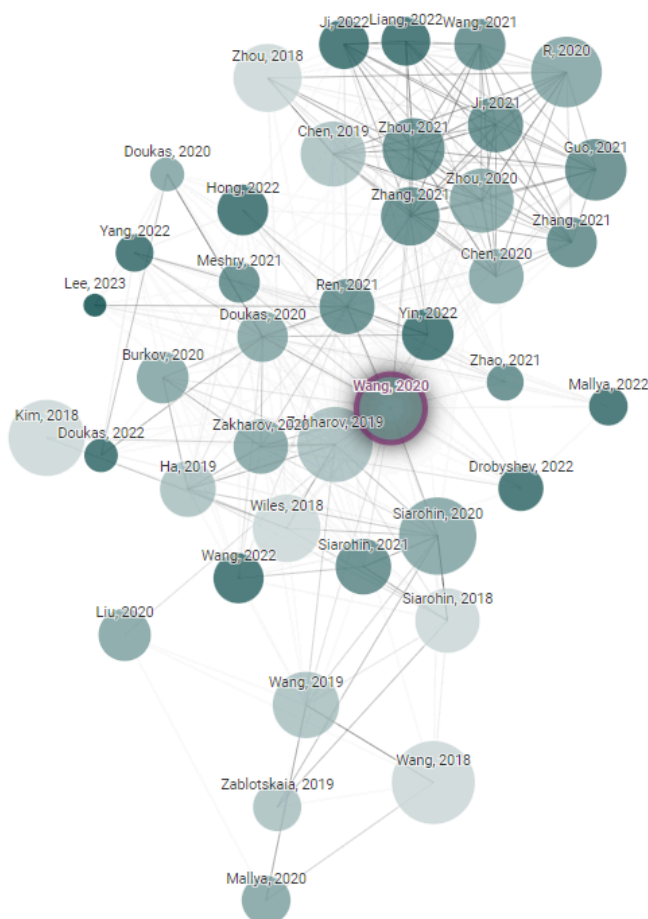 Ji, 2022
Liang, 2022
Wang, 2021
Zhou, 2018
R, 2020
Ji, 2021
Chen, 2019
Zhou, 2021
Guo, 2021
Doukas, 2020
Hong, 2022
Zhou, 2020
Zhang, 2021
Zhang, 2021
Yang, 2022
Meshry, 2021
Chen, 2020
Lee, 2023
Ren, 2021
Doukas, 2020
Yin, 2022
Burkov, 2020
Zhao, 2021
Wang, 2020
Mallya, 2022
Kim, 2018
Doukas, 2022
Zakharov, 2020
Zakharov, 2019
Ha, 2019
Drobyshev, 2022
Wiles, 2018
Siarohin, 2020
Wang, 2022
Siarohin, 2021
Siarohin, 2018
Liu, 2020
Wang, 2019
Wang, 2018
Zablotskaia, 2019
Mallya, 2020